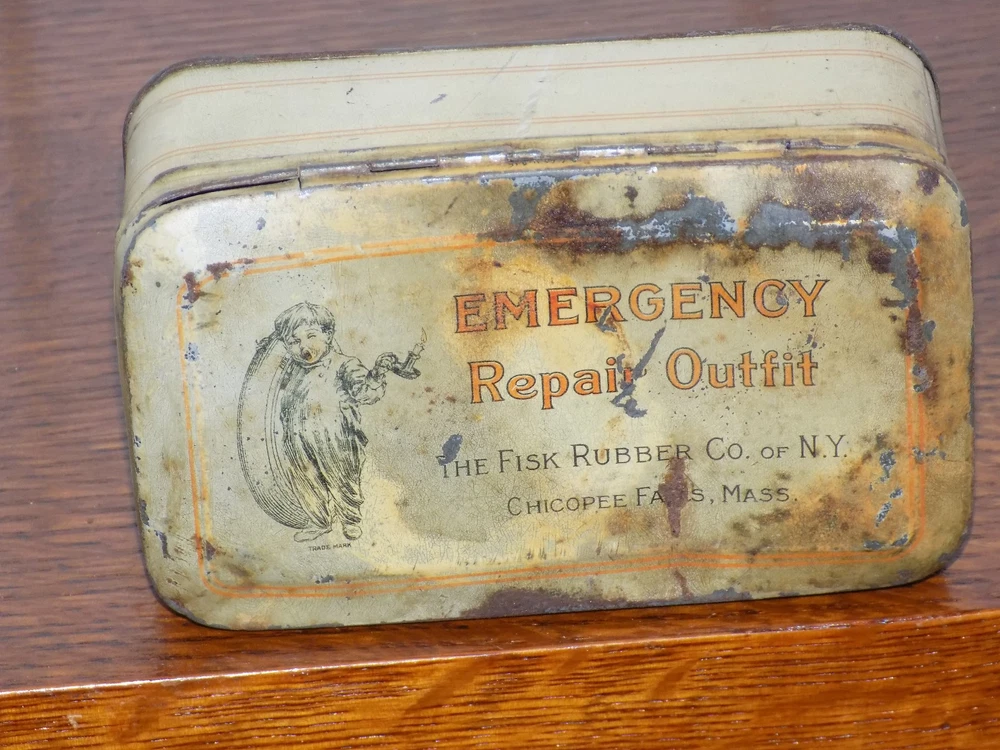 EMERGENCY
Repair Outfit
THE FISK RUBBER CO. OF N.Y.
CHICOPEE FALLS, MASS.
TRADE MARK